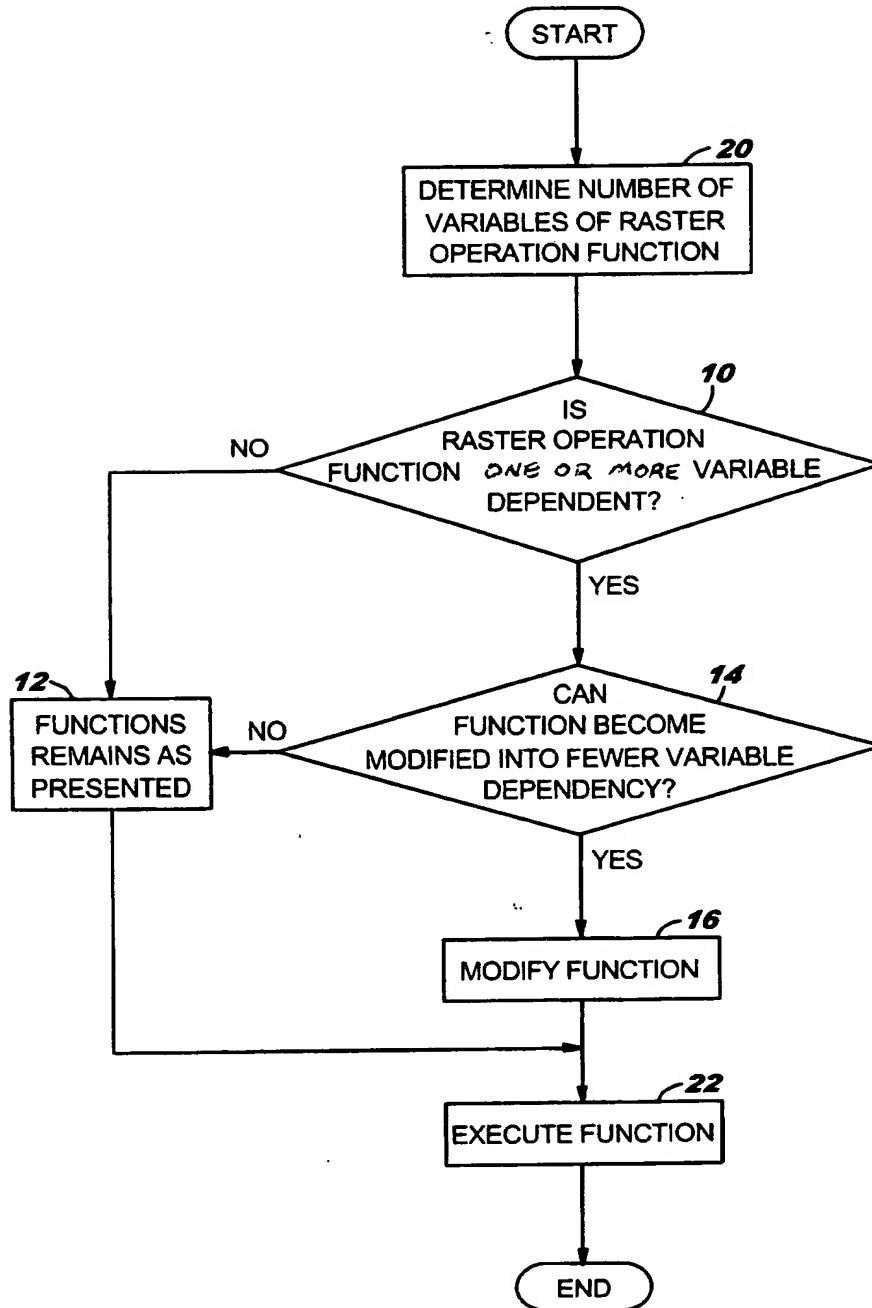 START
20
DETERMINE NUMBER OF
VARIABLES OF RASTER
OPERATION FUNCTION
10
IS
RASTER OPERATION
FUNCTION ONE OR MORE VARIABLE
DEPENDENT?
NO
YES
14
CAN
FUNCTION BECOME
MODIFIED INTO FEWER VARIABLE
DEPENDENCY?
NO
12
FUNCTIONS
REMAINS AS
PRESENTED
YES
16
MODIFY FUNCTION
22
EXECUTE FUNCTION
END